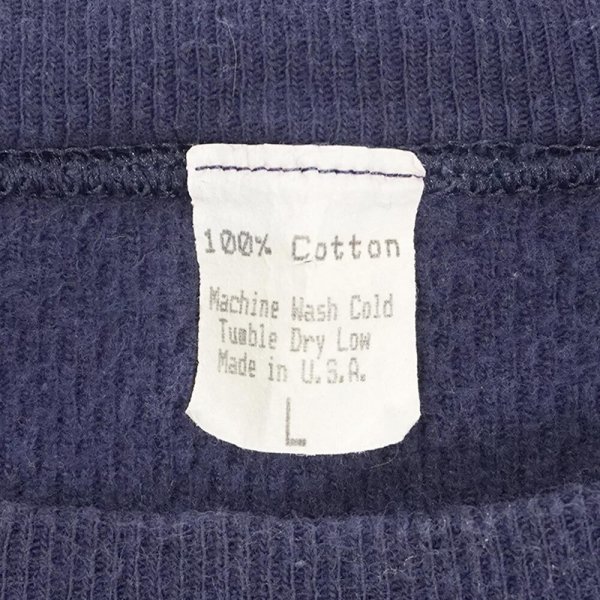 100% Cotton
Machine Wash Cold
Tumble Dry Low
Made in U.S.A.
L